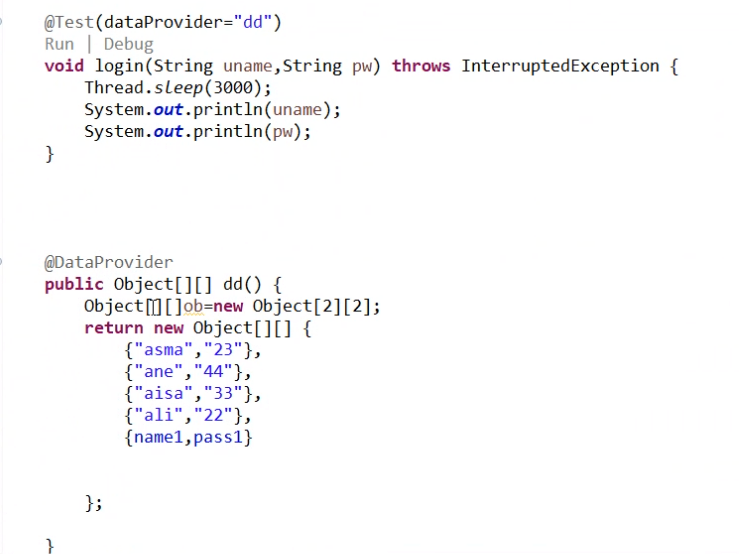 @Test(dataProvider="dd")
Run | Debug
void login(String uname,String pw) throws InterruptedException {
Thread.sleep(3000);
System.out.println(uname);
System.out.println(pw);
}
@DataProvider
public Object[][] dd() {
Object[][]ob=new Object[2][2];
return new Object[][] {
{"asma","23"},
{"ane","44"},
{"aisa","33"},
{"ali","22"},
{name1,pass1}
};
}